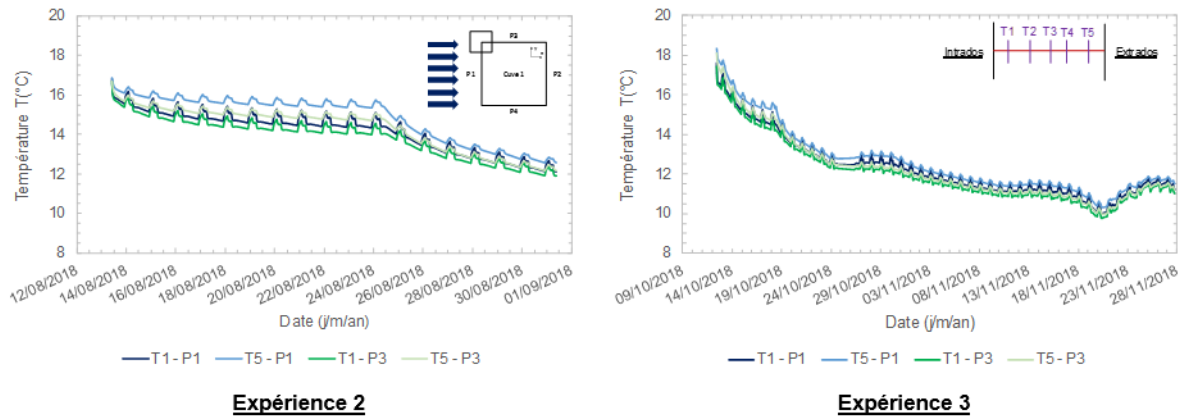 20
18
16
14
12
10
8
Température T(°C)
12/08/2018
14/08/2018
16/08/2018
18/08/2018
20/08/2018
22/08/2018
24/08/2018
26/08/2018
28/08/2018
30/08/2018
01/09/2018
Date (j/m/an)
P3
P1
Cuve 1
P2
P4
T1 - P1
T5 - P1
T1 - P3
T5 - P3
Expérience 2
20
18
16
14
12
10
8
Température T(°C)
09/10/2018
14/10/2018
19/10/2018
24/10/2018
29/10/2018
03/11/2018
08/11/2018
13/11/2018
18/11/2018
23/11/2018
28/11/2018
Date (j/m/an)
T1 T2 T3 T4 T5
Intrados
Extrados
T1 - P1
T5 - P1
T1 - P3
T5 - P3
Expérience 3